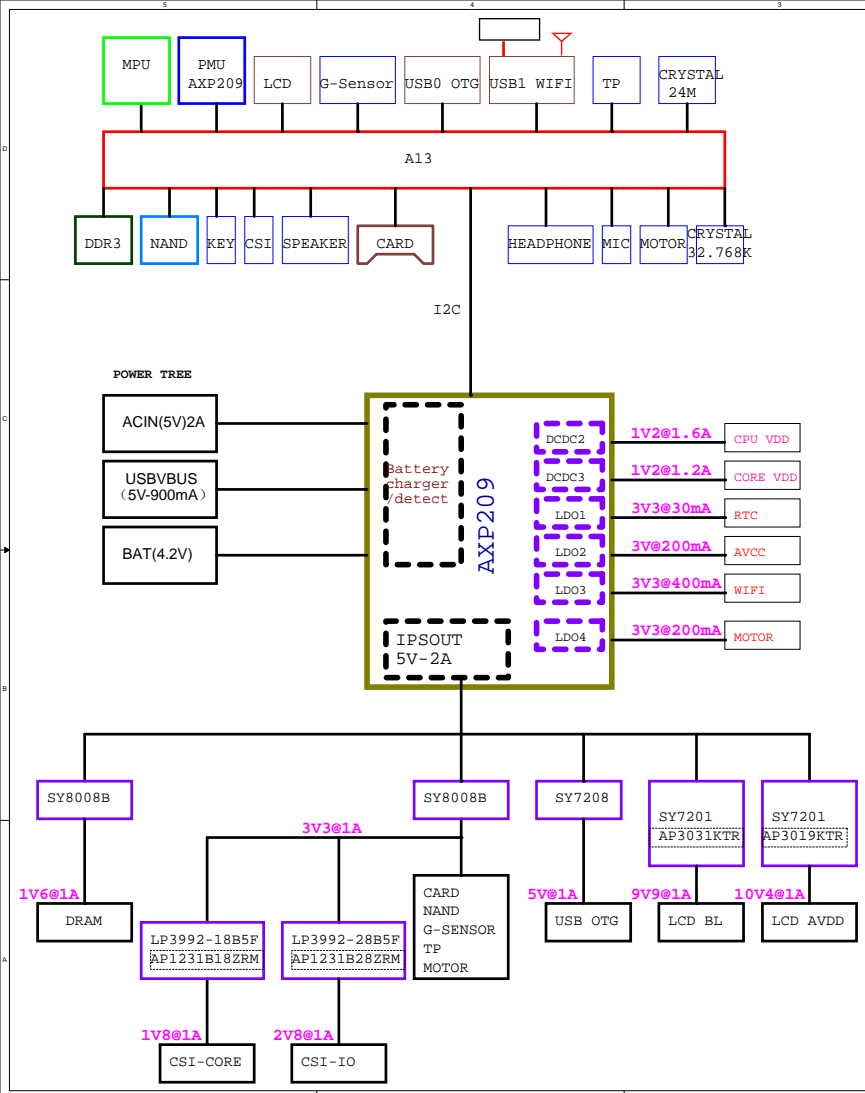 5
4
3
MPU
PMU
AXP209
LCD
G-Sensor
USB0 OTG
USB1 WIFI
TP
CRYSTAL
24M
D
A13
DDR3
NAND
KEY
CSI
SPEAKER
CARD
HEADPHONE
MIC
MOTOR
CRYSTAL
32.768K
I2C
POWER TREE
C
ACIN(5V)2A
USBVBUS
（5V-900mA）
BAT(4.2V)
Battery
charger
/detect
AXP209
IPSOUT
5V-2A
DCDC2
1V2@1.6A
CPU VDD
DCDC3
1V2@1.2A
CORE VDD
LDO1
3V3@30mA
RTC
LDO2
3V@200mA
AVCC
LDO3
3V3@400mA
WIFI
LDO4
3V3@200mA
MOTOR
B
SY8008B
SY8008B
SY7208
SY7201
AP3031KTR
SY7201
AP3019KTR
3V3@1A
1V6@1A
DRAM
CARD
NAND
G-SENSOR
TP
MOTOR
5V@1A
USB OTG
9V9@1A
LCD BL
10V4@1A
LCD AVDD
LP3992-18B5F
AP1231B18ZRM
LP3992-28B5F
AP1231B28ZRM
A
1V8@1A
CSI-CORE
2V8@1A
CSI-IO